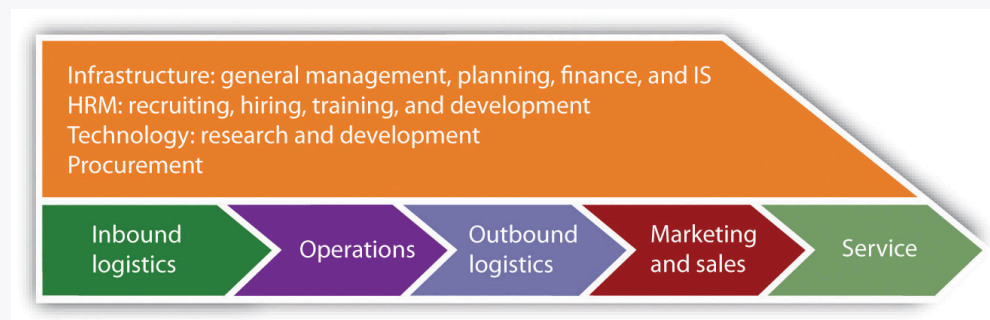 Infrastructure: general management, planning, finance, and IS
HRM: recruiting, hiring, training, and development
Technology: research and development
Procurement
Inbound
logistics
Operations
Outbound
logistics
Marketing
and sales
Service